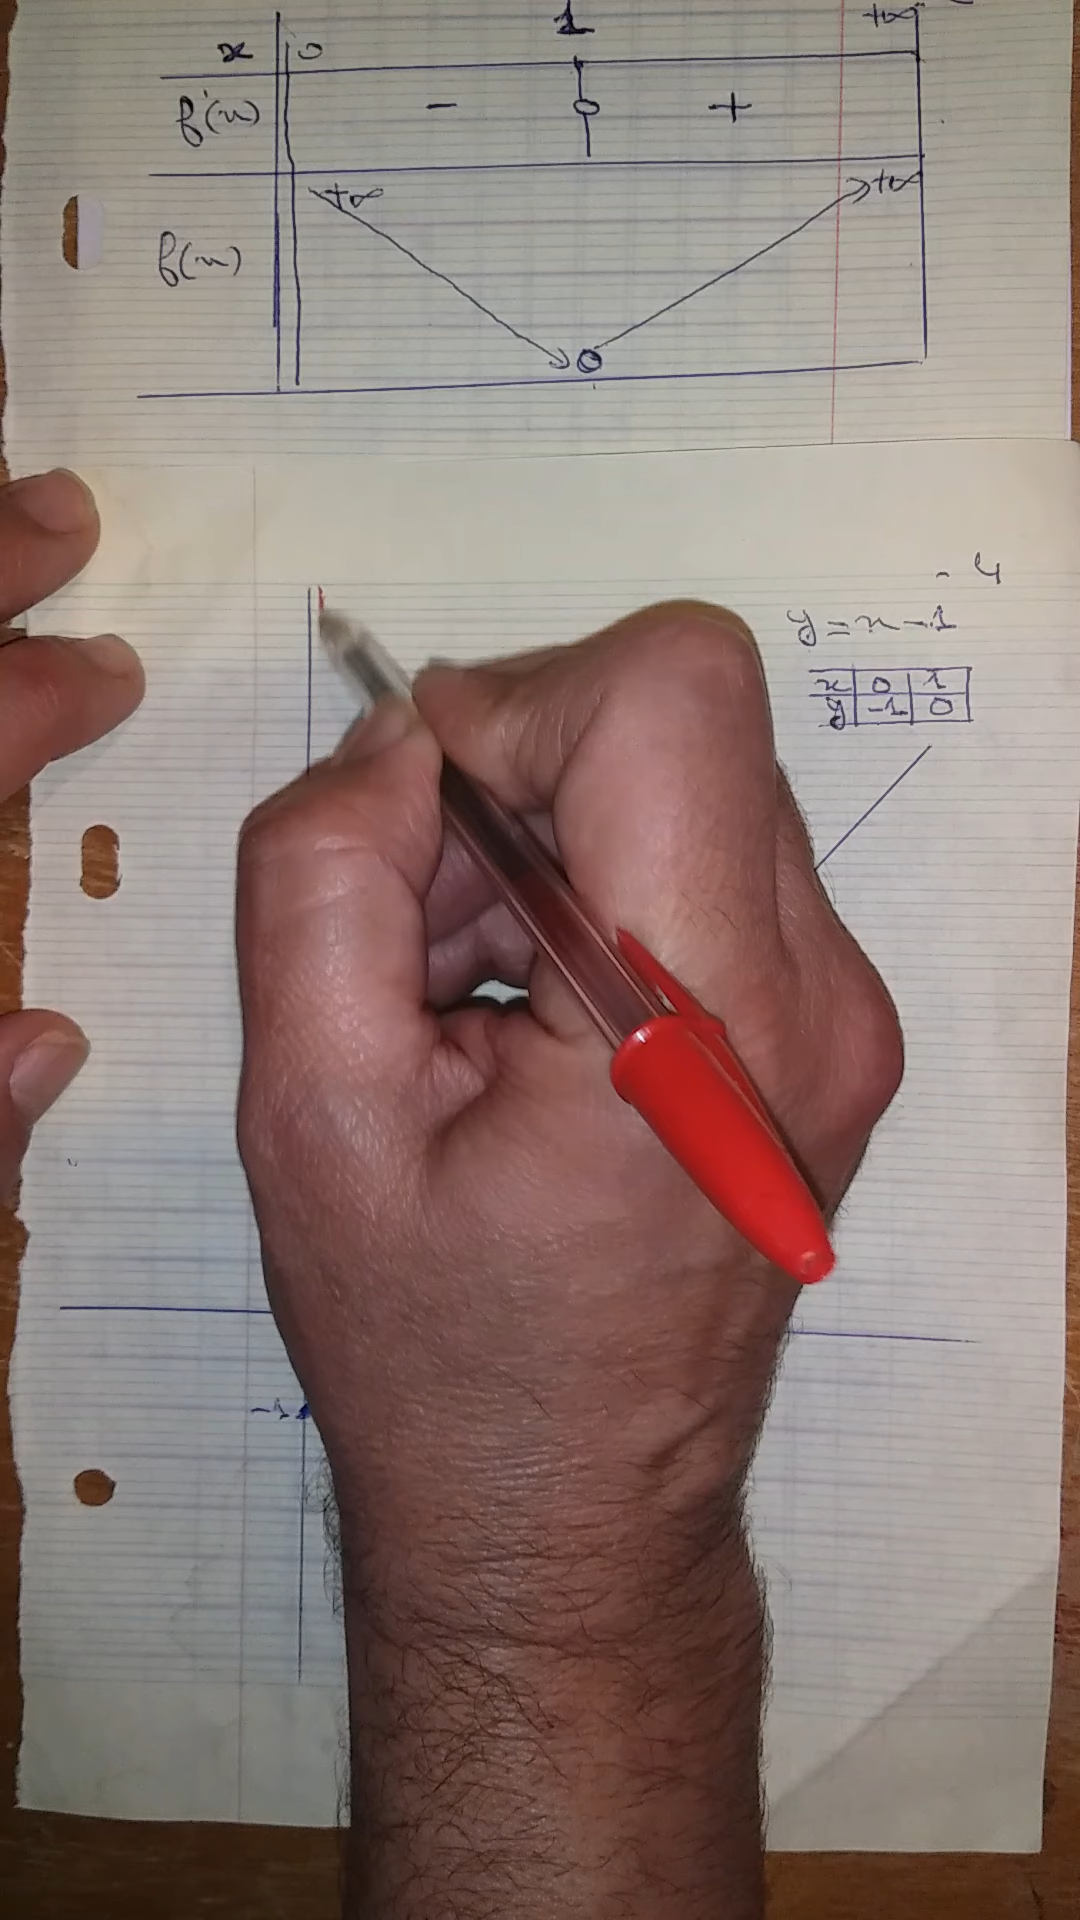 x 0 1 +∞
f'(x) - 0 +
+∞ +∞
f(x)
0
- 4
y = x - 1
x 0 1
y -1 0
-1